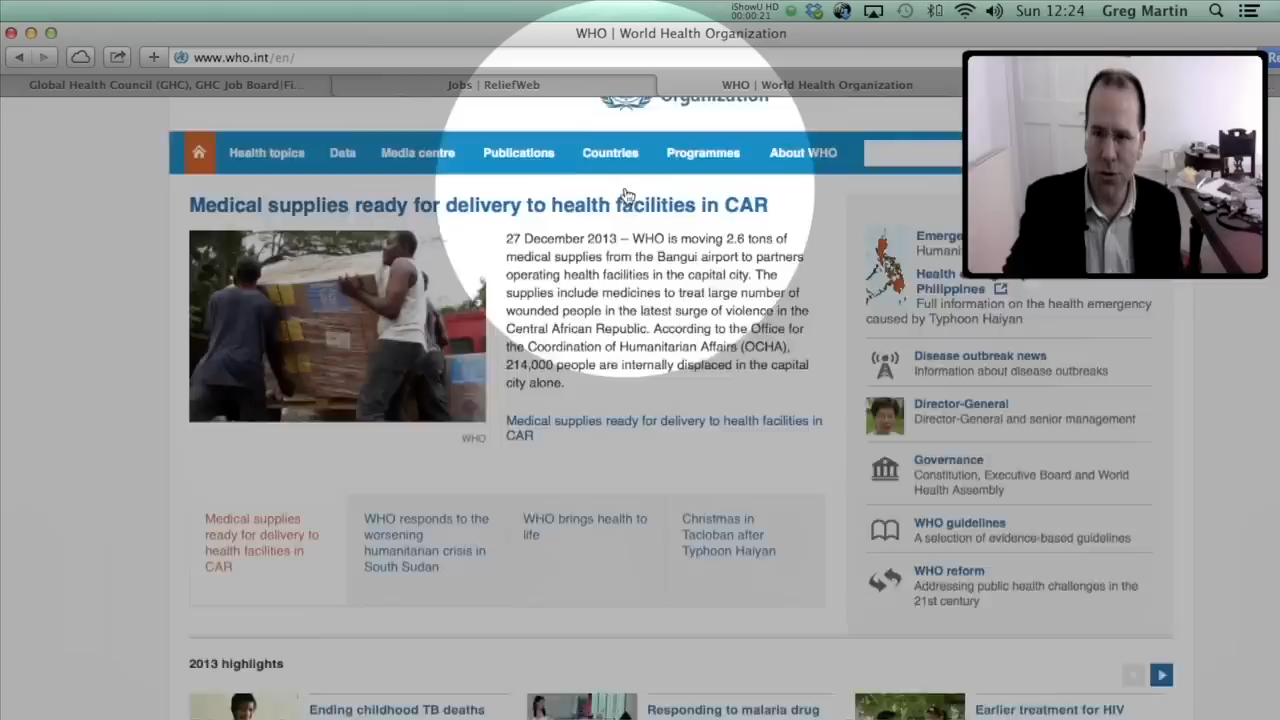 iShowU HD
00:00:21
Sun 12:24 Greg Martin
WHO | World Health Organization
www.who.int/en/
Global Health Council (GHC), GHC Job Board|Fi...
Jobs | ReliefWeb
WHO | World Health Organization
Organization
Health topics Data Media centre Publications Countries Programmes About WHO
Medical supplies ready for delivery to health facilities in CAR
27 December 2013 – WHO is moving 2.6 tons of
medical supplies from the Bangui airport to partners
operating health facilities in the capital city. The
supplies include medicines to treat large number of
wounded people in the latest surge of violence in the
Central African Republic. According to the Office for
the Coordination of Humanitarian Affairs (OCHA),
214,000 people are internally displaced in the capital
city alone.
WHO
Medical supplies ready for delivery to health facilities in
CAR
Medical supplies
ready for delivery to
health facilities in
CAR
WHO responds to the
worsening
humanitarian crisis in
South Sudan
WHO brings health to
life
Christmas in
Tacloban after
Typhoon Haiyan
Emerge
Humani
Health
Philippines
Full information on the health emergency
caused by Typhoon Haiyan
Disease outbreak news
Information about disease outbreaks
Director-General
Director-General and senior management
Governance
Constitution, Executive Board and World
Health Assembly
WHO guidelines
A selection of evidence-based guidelines
WHO reform
Addressing public health challenges in the
21st century
2013 highlights
Ending childhood TB deaths
Responding to malaria drug
Earlier treatment for HIV